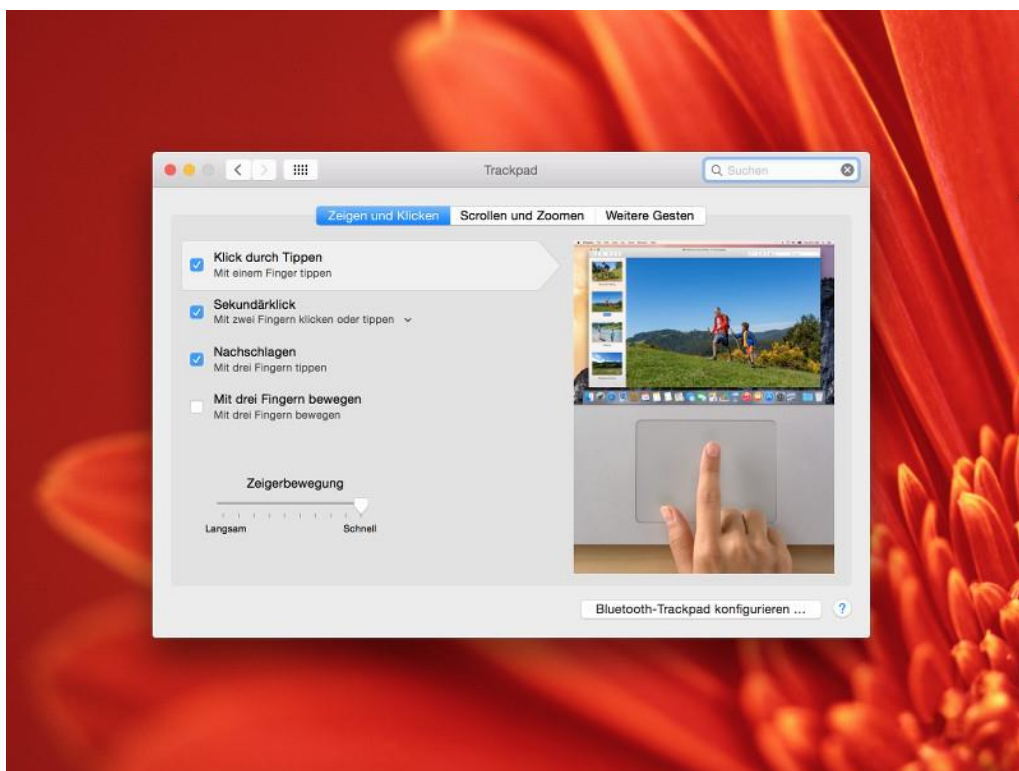 Trackpad
Suchen
Zeigen und Klicken
Scrollen und Zoomen
Weitere Gesten
Klick durch Tippen
Mit einem Finger tippen
Sekundärklick
Mit zwei Fingern klicken oder tippen
Nachschlagen
Mit drei Fingern tippen
Mit drei Fingern bewegen
Mit drei Fingern bewegen
Zeigerbewegung
Langsam
Schnell
Bluetooth-Trackpad konfigurieren ...
?